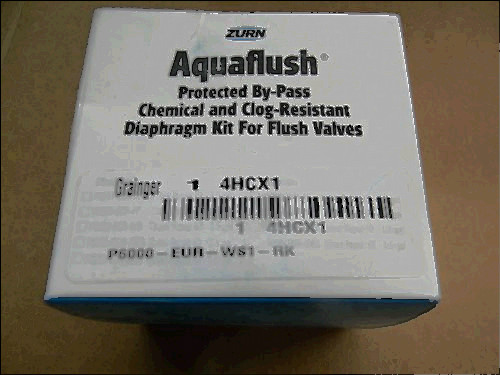 ZURN
Aquaflush®
Protected By-Pass
Chemical and Clog-Resistant
Diaphragm Kit For Flush Valves
Grainger 1 4HCX1
1 4HCX1
P6000-EUR-WS1-RK